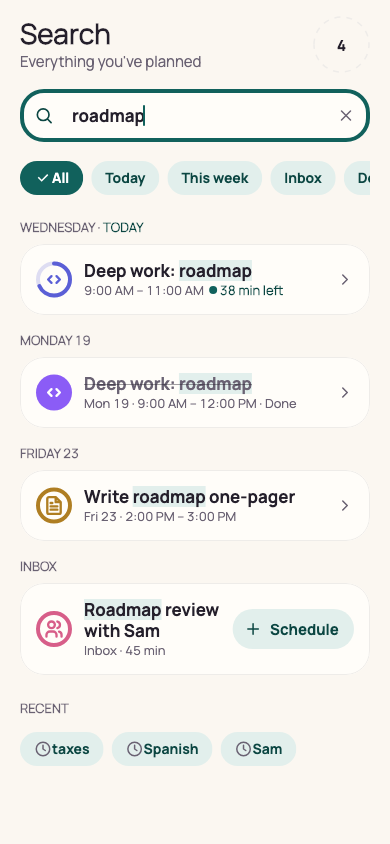 Search
Everything you've planned
4
roadmap
All
Today
This week
Inbox
WEDNESDAY · TODAY
Deep work: roadmap
9:00 AM – 11:00 AM • 38 min left
MONDAY 19
Deep work: roadmap
Mon 19 · 9:00 AM – 12:00 PM · Done
FRIDAY 23
Write roadmap one-pager
Fri 23 · 2:00 PM – 3:00 PM
INBOX
Roadmap review
with Sam
Inbox · 45 min
Schedule
RECENT
taxes
Spanish
Sam